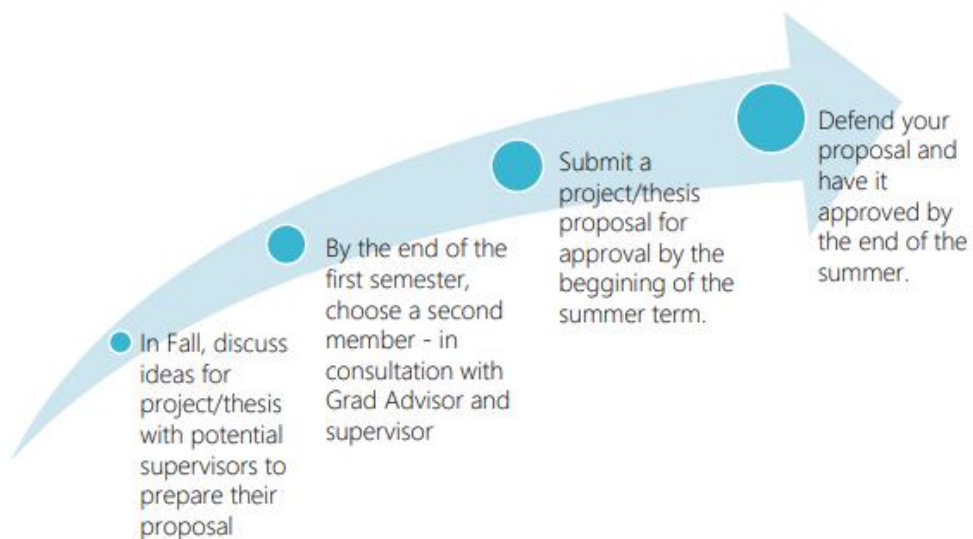 In Fall, discuss
ideas for
project/thesis
with potential
supervisors to
prepare their
proposal
By the end of the
first semester,
choose a second
member - in
consultation with
Grad Advisor and
supervisor
Submit a
project/thesis
proposal for
approval by the
beggining of the
summer term.
Defend your
proposal and
have it
approved by
the end of the
summer.